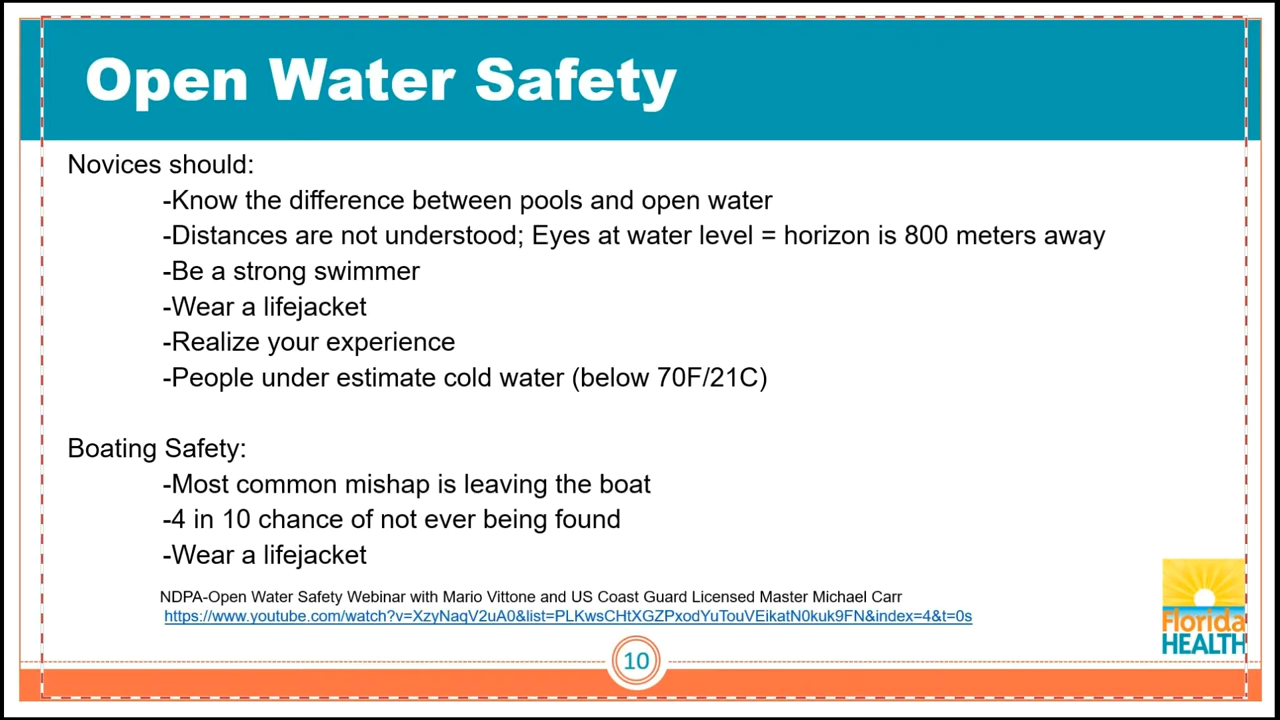 Open Water Safety
Novices should:
-Know the difference between pools and open water
-Distances are not understood; Eyes at water level = horizon is 800 meters away
-Be a strong swimmer
-Wear a lifejacket
-Realize your experience
-People under estimate cold water (below 70F/21C)
Boating Safety:
-Most common mishap is leaving the boat
-4 in 10 chance of not ever being found
-Wear a lifejacket
NDPA-Open Water Safety Webinar with Mario Vittone and US Coast Guard Licensed Master Michael Carr
https://www.youtube.com/watch?v=XzyNaqV2uA0&list=PLKwsCHtXGZPxodYuTouVEikatN0kuk9FN&index=4&t=0s
Florida
HEALTH
10